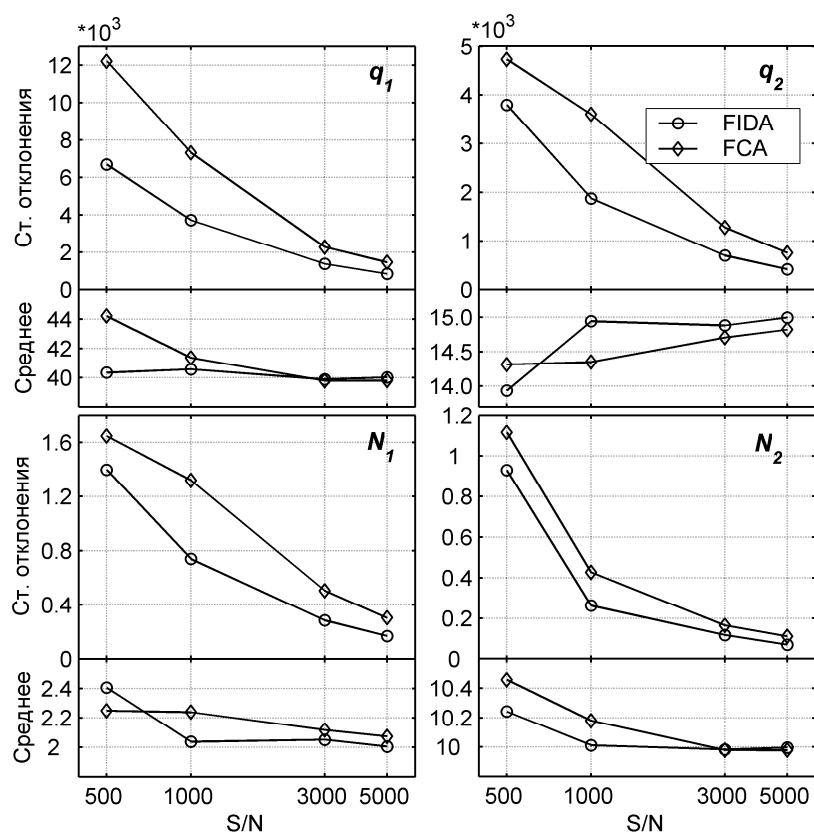 *10³ *10³
12 q₁ 5 q₂
10 4
8 FIDA
Ст. отклонения 6 3 FCA
4 2
2 1
0 0
44 15.0
Среднее 42 14.5
40 14.0
1.6 N₁ 1.2 N₂
1
Ст. отклонения 1.2 0.8
0.8 0.6
0.4 0.4
0.2
0 0
2.4 10.4
Среднее 2.2 10.2
2 10
500 1000 3000 5000 500 1000 3000 5000
S/N S/N